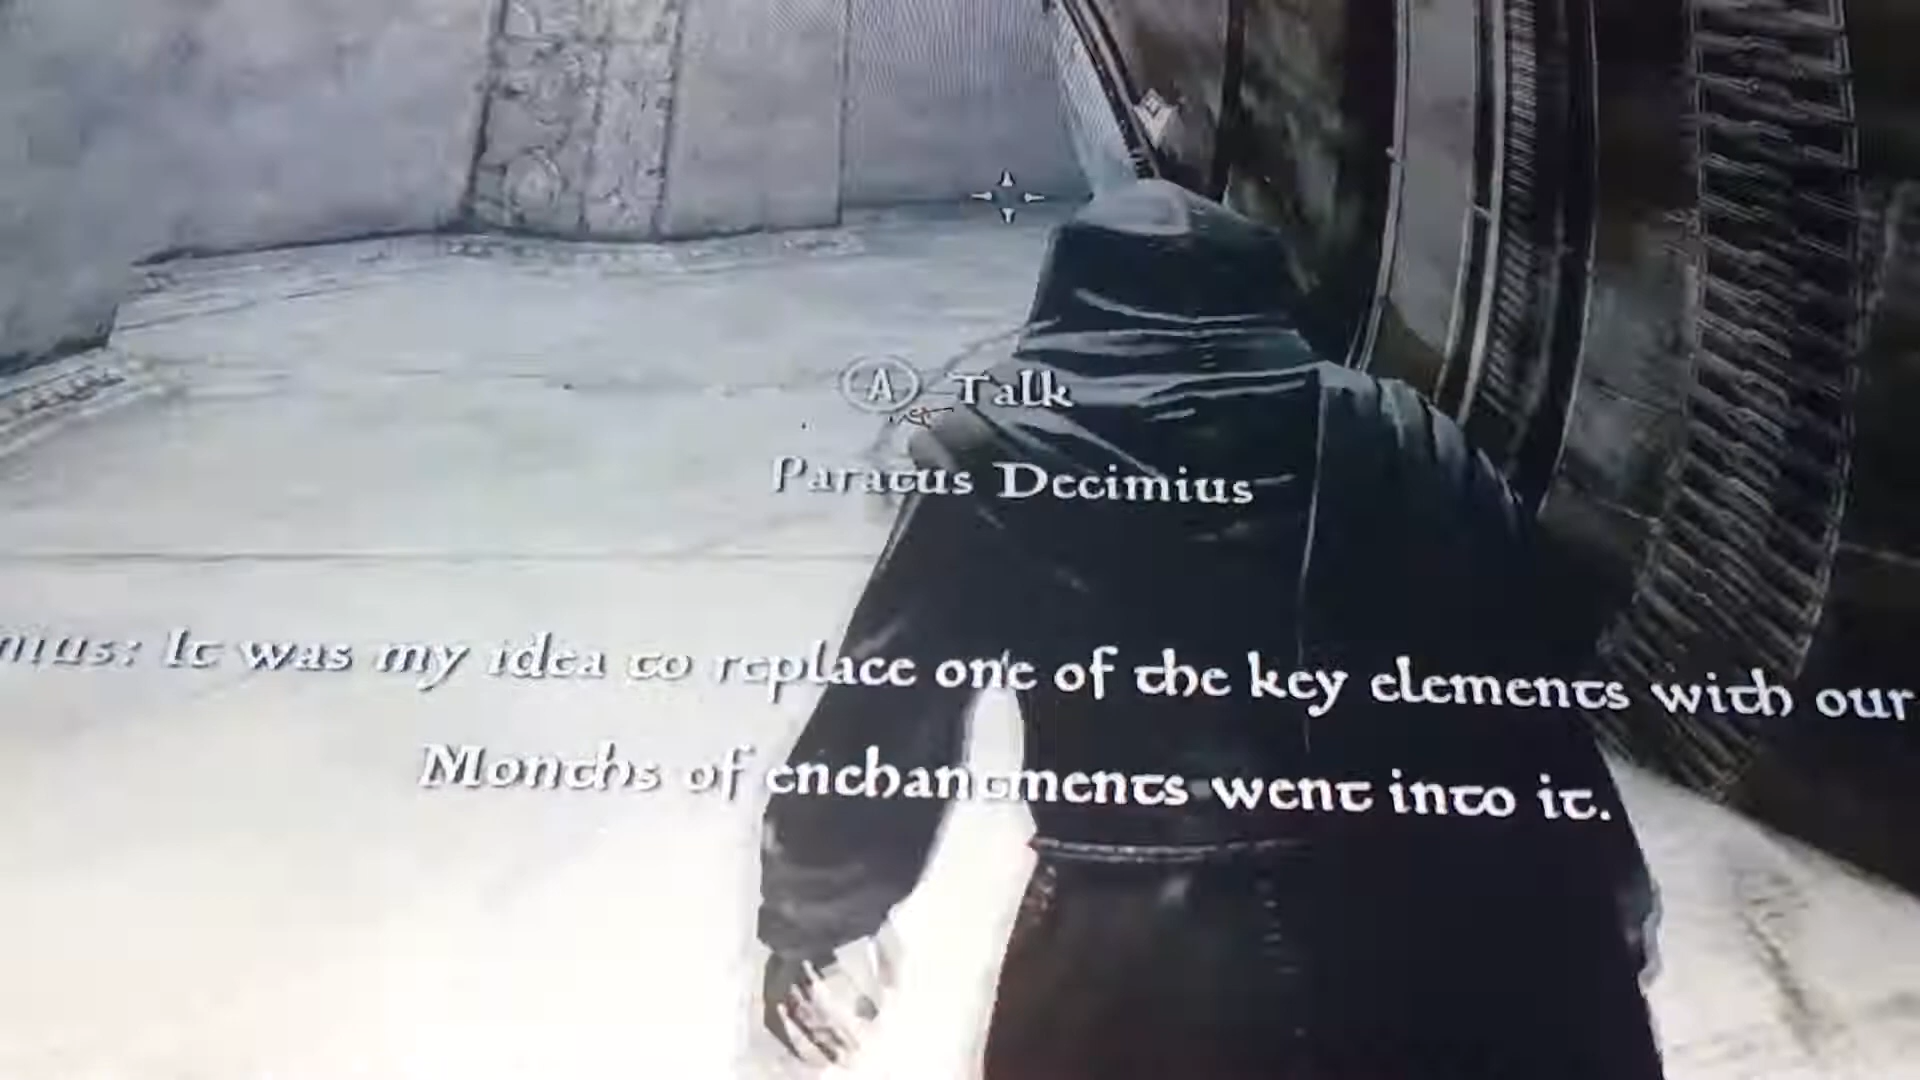 A Talk
Paratus Decimius
nius: It was my idea to replace one of the key elements with our
Months of enchantments went into it.